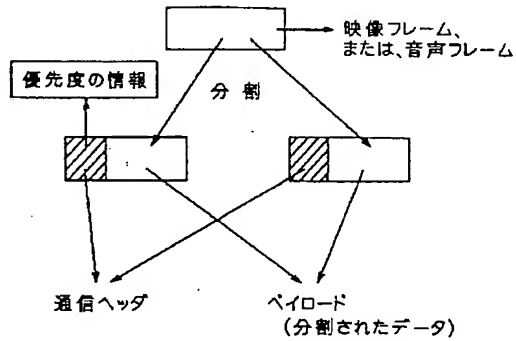 映像フレーム、
または、音声フレーム
優先度の情報
分割
通信ヘッダ
ペイロード
(分割されたデータ)